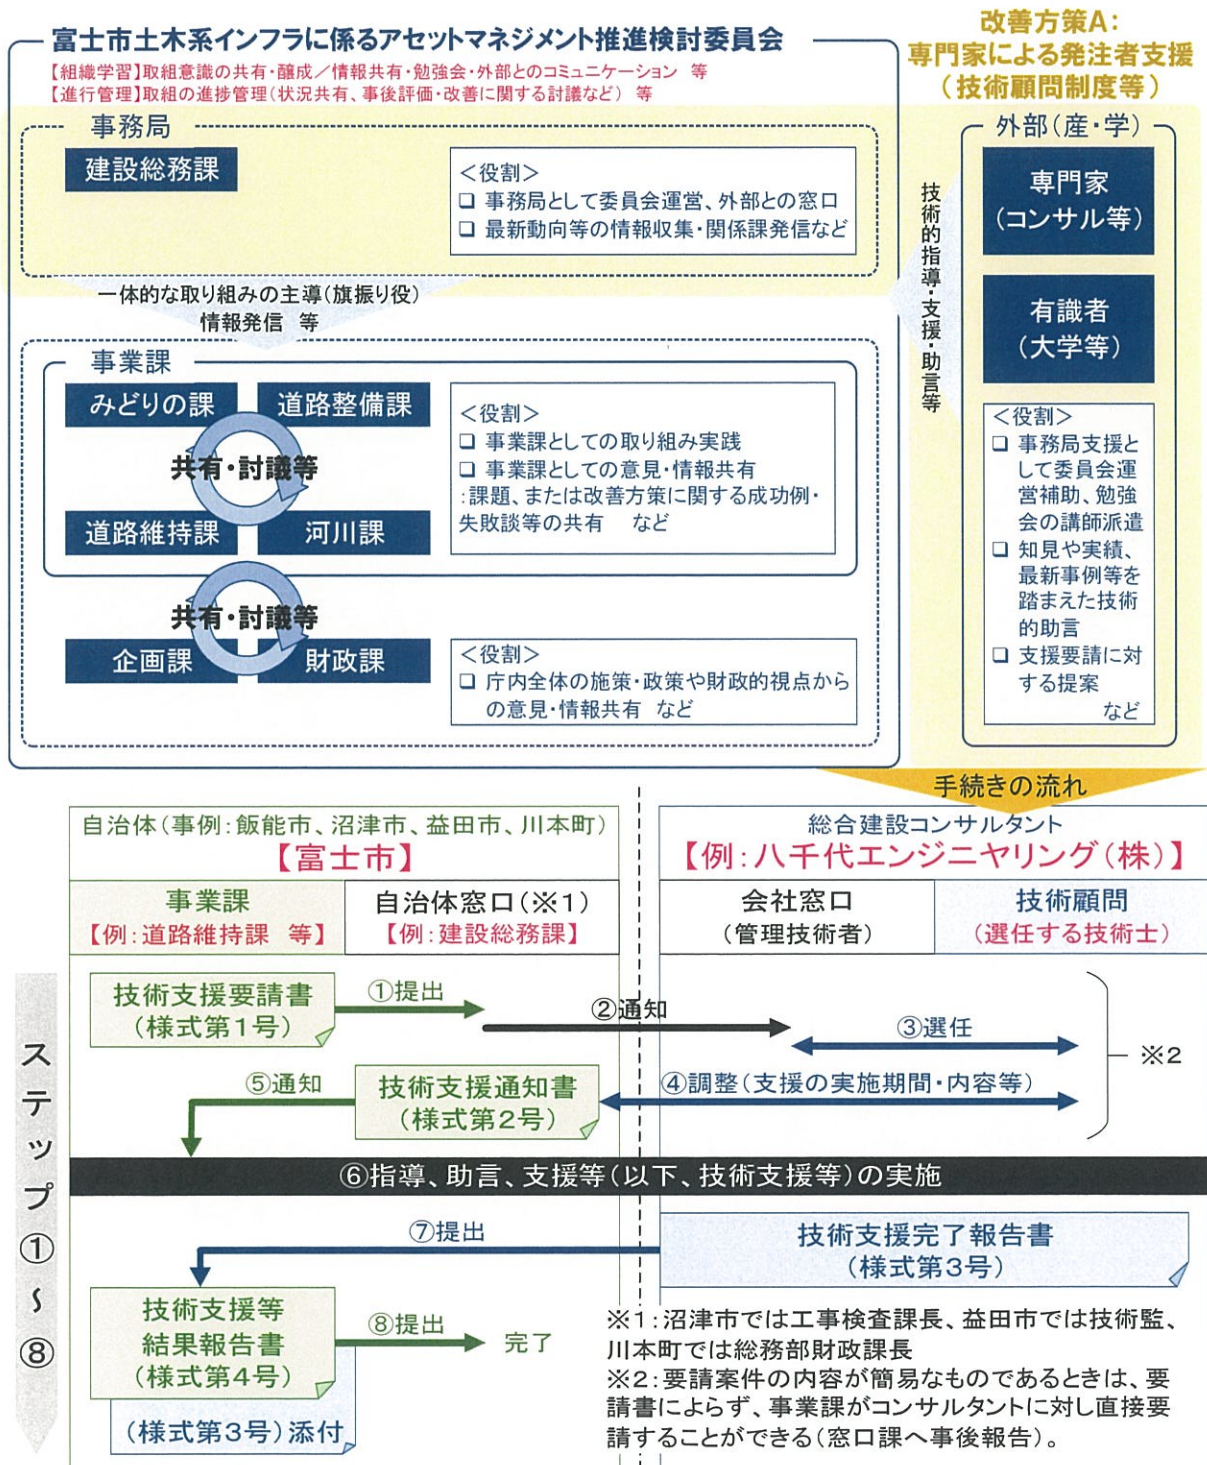 改善方策A:
専門家による発注者支援
(技術顧問制度等)
富士市土木系インフラに係るアセットマネジメント推進検討委員会
【組織学習】取組意識の共有・醸成/情報共有・勉強会・外部とのコミュニケーション 等
【進行管理】取組の進捗管理(状況共有、事後評価・改善に関する討議など) 等
事務局
建設総務課
<役割>
□ 事務局として委員会運営、外部との窓口
□ 最新動向等の情報収集・関係課発信など
一体的な取り組みの主導(旗振り役)
情報発信 等
事業課
みどりの課
道路整備課
共有・討議等
道路維持課
河川課
<役割>
□ 事業課としての取り組み実践
□ 事業課としての意見・情報共有
:課題、または改善方策に関する成功例・
失敗談等の共有 など
共有・討議等
企画課
財政課
<役割>
□ 庁内全体の施策・政策や財政的視点から
の意見・情報共有 など
技術的指導・支援・助言等
外部(産・学)
専門家
(コンサル等)
有識者
(大学等)
<役割>
□ 事務局支援と
して委員会運
営補助、勉強
会の講師派遣
□ 知見や実績、
最新事例等を
踏まえた技術
的助言
□ 支援要請に対
する提案
など
手続きの流れ
自治体(事例:飯能市、沼津市、益田市、川本町)
【富士市】
総合建設コンサルタント
【例:八千代エンジニヤリング(株)】
事業課
【例:道路維持課 等】
自治体窓口(※1)
【例:建設総務課】
会社窓口
(管理技術者)
技術顧問
(選任する技術士)
ステップ①～⑧
技術支援要請書
(様式第1号)
①提出
②通知
③選任
※2
④調整(支援の実施期間・内容等)
技術支援通知書
(様式第2号)
⑤通知
⑥指導、助言、支援等(以下、技術支援等)の実施
⑦提出
技術支援完了報告書
(様式第3号)
技術支援等
結果報告書
(様式第4号)
⑧提出
完了
(様式第3号)添付
※1:沼津市では工事検査課長、益田市では技術監、
川本町では総務部財政課長
※2:要請案件の内容が簡易なものであるときは、要
請書によらず、事業課がコンサルタントに対し直接要
請することができる(窓口課へ事後報告)。